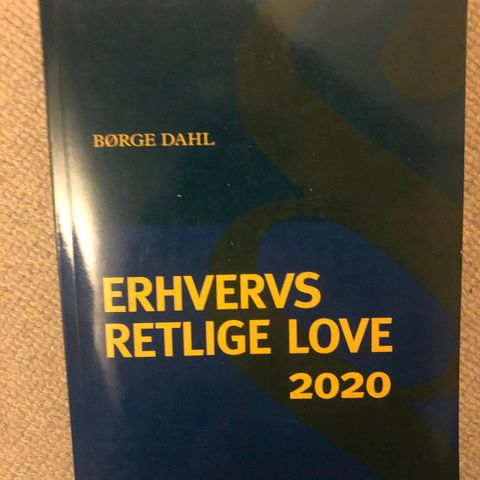 BØRGE DAHL
ERHVERVS
RETLIGE LOVE
2020